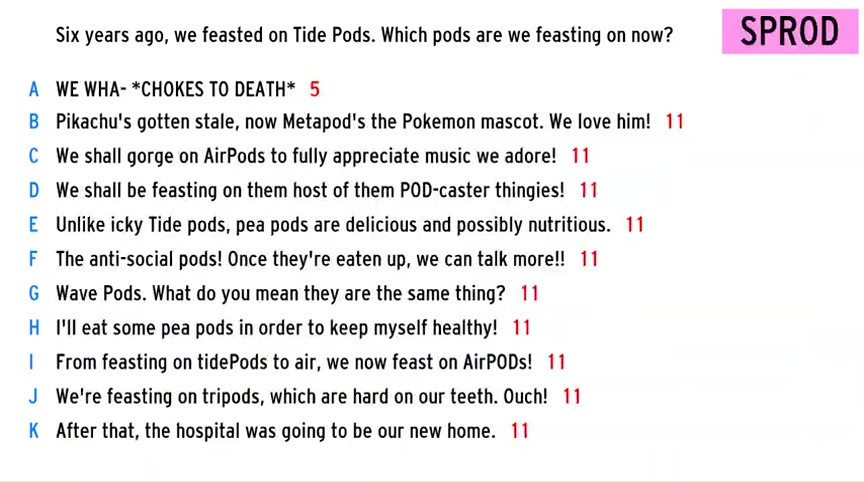 Six years ago, we feasted on Tide Pods. Which pods are we feasting on now?
SPROD
A WE WHA- *CHOKES TO DEATH* 5
B Pikachu's gotten stale, now Metapod's the Pokemon mascot. We love him! 11
C We shall gorge on AirPods to fully appreciate music we adore! 11
D We shall be feasting on them host of them POD-caster thingies! 11
E Unlike icky Tide pods, pea pods are delicious and possibly nutritious. 11
F The anti-social pods! Once they're eaten up, we can talk more!! 11
G Wave Pods. What do you mean they are the same thing? 11
H I'll eat some pea pods in order to keep myself healthy! 11
I From feasting on tidePods to air, we now feast on AirPODs! 11
J We're feasting on tripods, which are hard on our teeth. Ouch! 11
K After that, the hospital was going to be our new home. 11